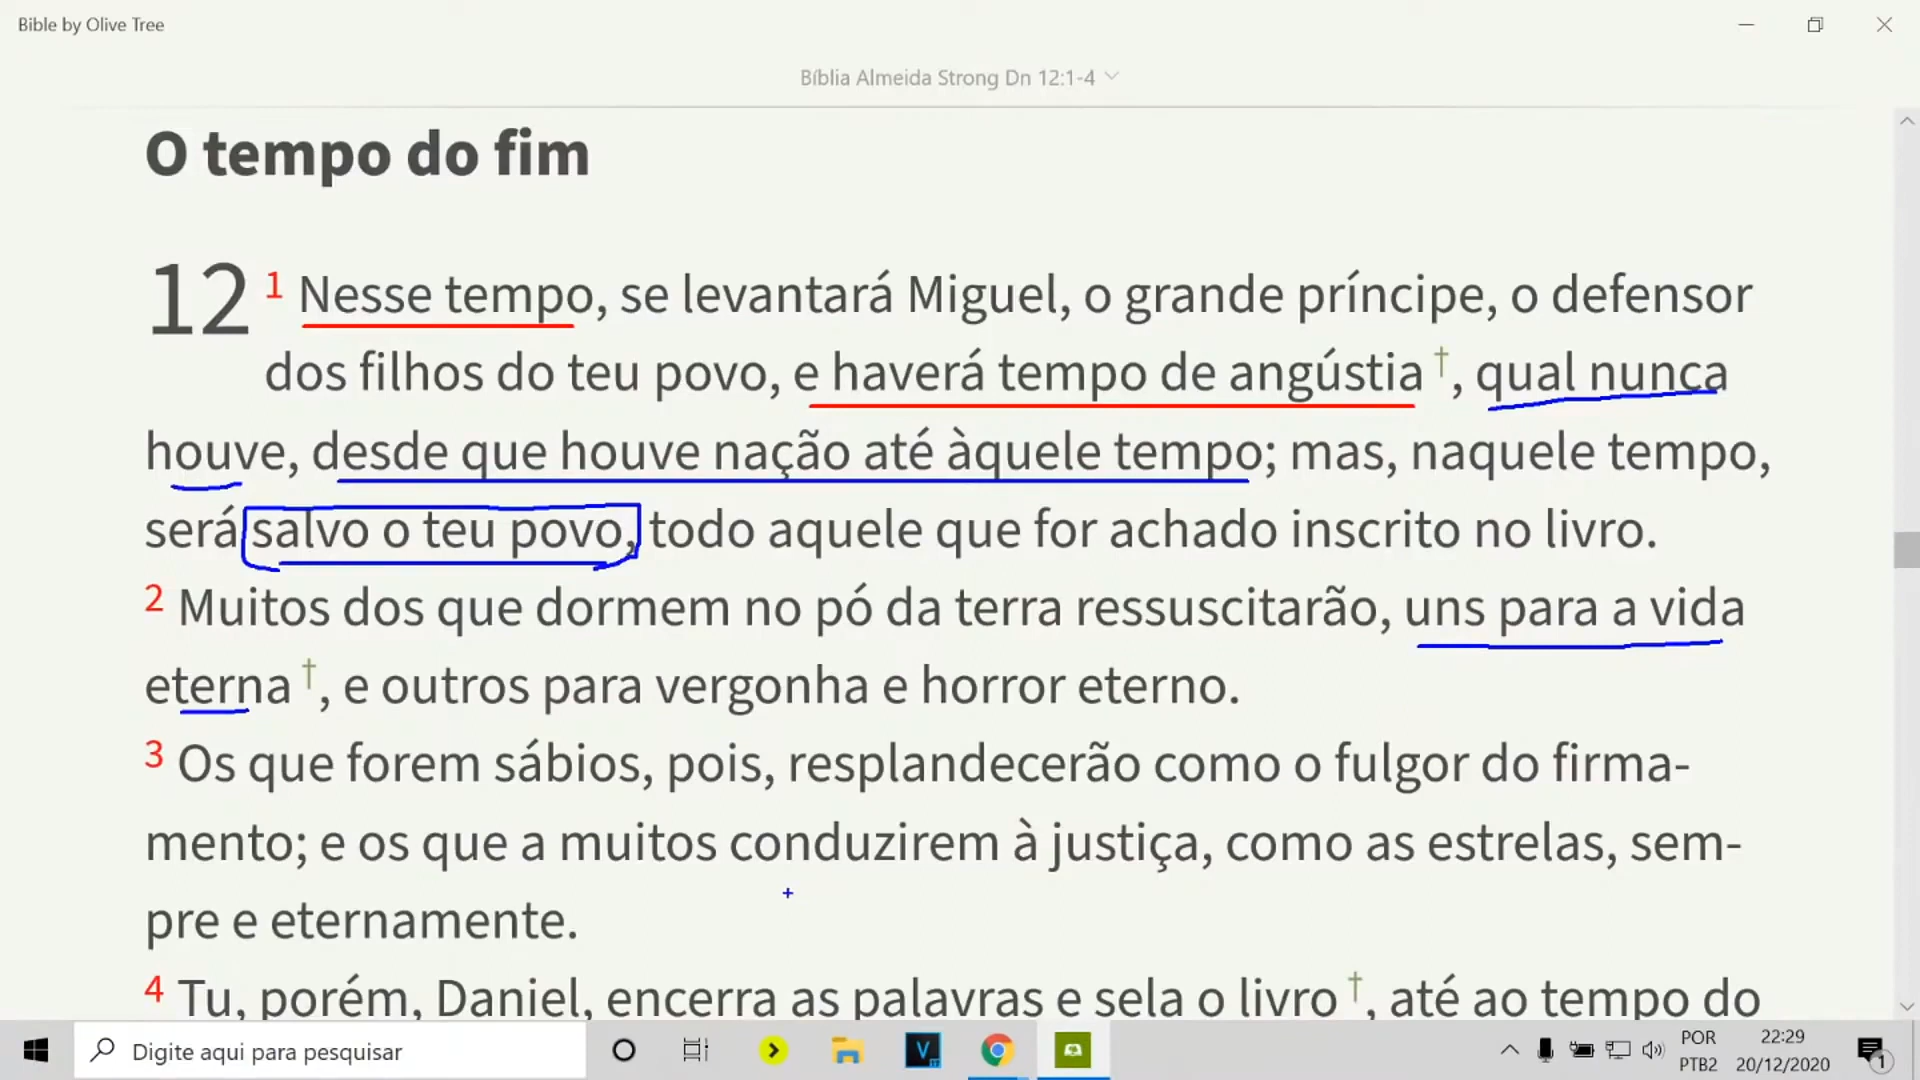 Bible by Olive Tree
Bíblia Almeida Strong Dn 12:1-4
O tempo do fim
12 1 Nesse tempo, se levantará Miguel, o grande príncipe, o defensor
dos filhos do teu povo, e haverá tempo de angústia†, qual nunca
houve, desde que houve nação até àquele tempo; mas, naquele tempo,
será salvo o teu povo, todo aquele que for achado inscrito no livro.
2 Muitos dos que dormem no pó da terra ressuscitarão, uns para a vida
eterna†, e outros para vergonha e horror eterno.
3 Os que forem sábios, pois, resplandecerão como o fulgor do firma-
mento; e os que a muitos conduzirem à justiça, como as estrelas, sem-
pre e eternamente.
4 Tu, porém, Daniel, encerra as palavras e sela o livro†, até ao tempo do
Digite aqui para pesquisar
V
POR
PTB2
22:29
20/12/2020
1